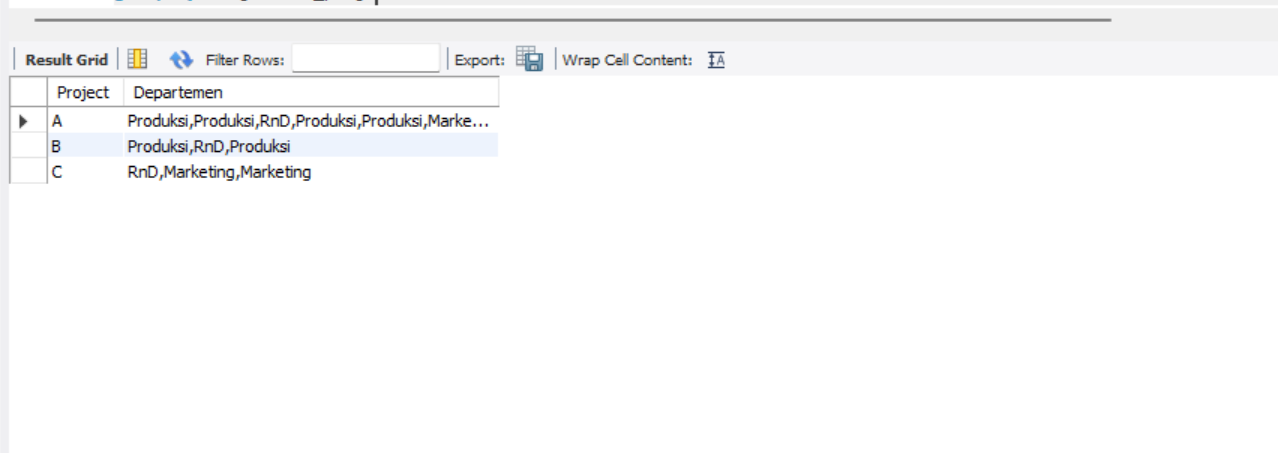 Result Grid Filter Rows: Export: Wrap Cell Content:
Project Departemen
A Produksi,Produksi,RnD,Produksi,Produksi,Marke...
B Produksi,RnD,Produksi
C RnD,Marketing,Marketing